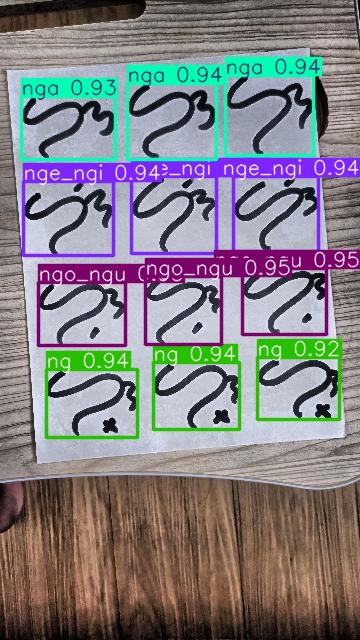 nga 0.93 nga 0.94 nga 0.94
ᜅ ᜅ ᜅ
nge_ngi 0.94 nge_ngi 0.94
ᜅᜒ ᜅᜒ ᜅᜒ
ngo_ngu ngo_ngu 0.95 0.95
ᜅᜓ ᜅᜓ ᜅᜓ
ng 0.94 ng 0.94 ng 0.92
ᜅ᜔ ᜅ᜔ ᜅ᜔